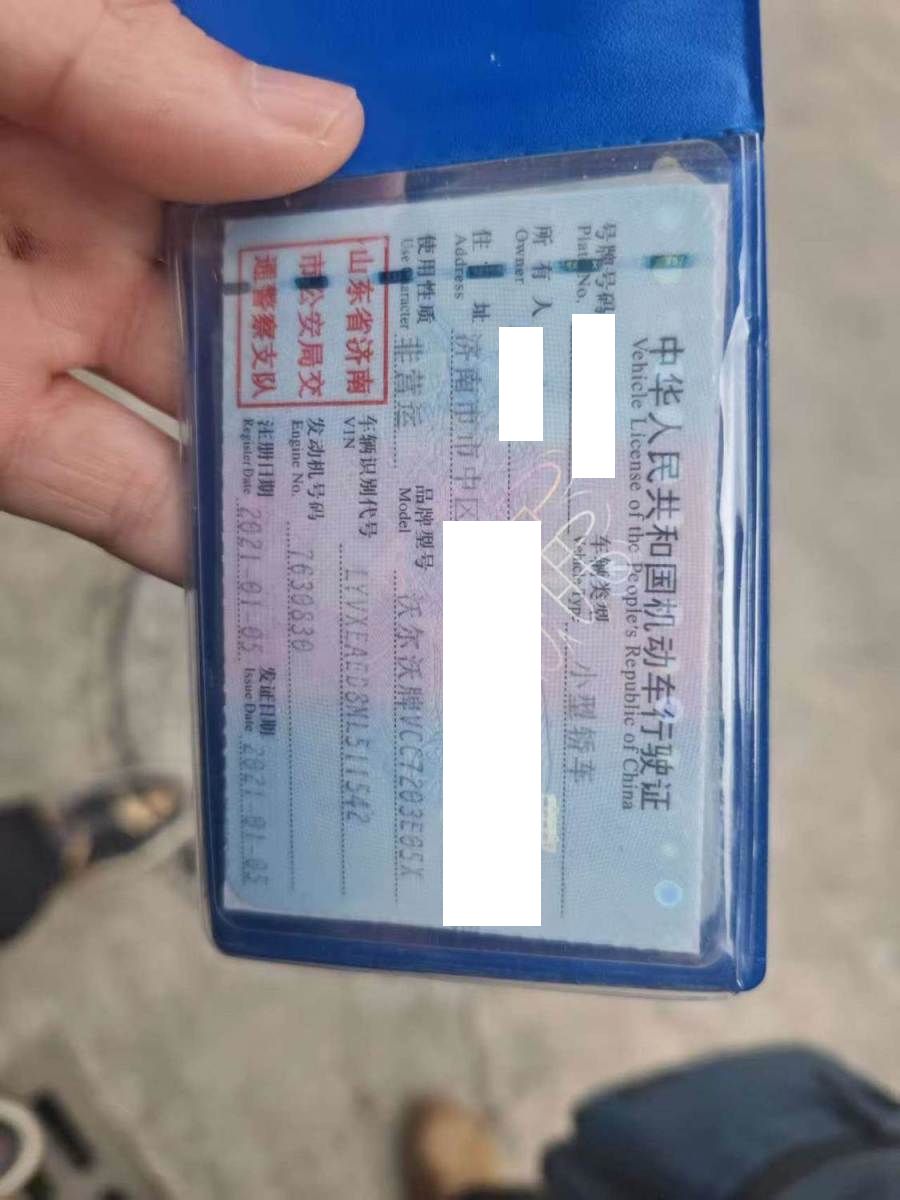 中华人民共和国机动车行驶证
Vehicle License of the People's Republic of China
号牌号码 车辆类型 小型轿车
Plate No. Vehicle Type
所有人
Owner
住址 济南市市中区
Address
使用性质 非营运 品牌型号 沃尔沃牌VCC7203E05X
Use Character Model
山东省济南
市公安局交
通警察支队
车辆识别代号 LYVXEAED8ML511542
VIN
发动机号码 7630830
Engine No.
注册日期 2021-01-05 发证日期 2021-01-05
Register Date Issue Date